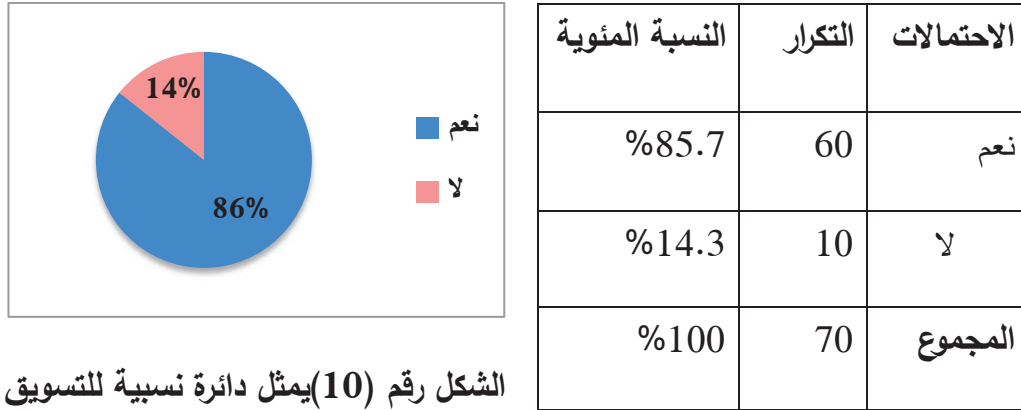 الاحتمالات التكرار النسبة المئوية
نعم 60 %85.7
لا 10 %14.3
المجموع 70 %100
14%
86%
نعم
لا
الشكل رقم (10)يمثل دائرة نسبية للتسويق